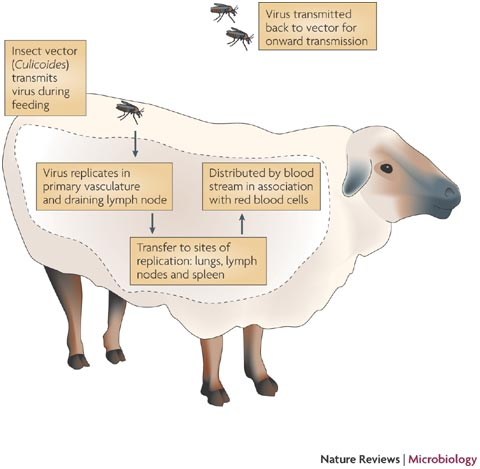 Virus transmitted
back to vector for
onward transmission
Insect vector
(Culicoides)
transmits
virus during
feeding
Virus replicates in
primary vasculature
and draining lymph node
Distributed by blood
stream in association
with red blood cells
Transfer to sites of
replication: lungs, lymph
nodes and spleen
Nature Reviews | Microbiology